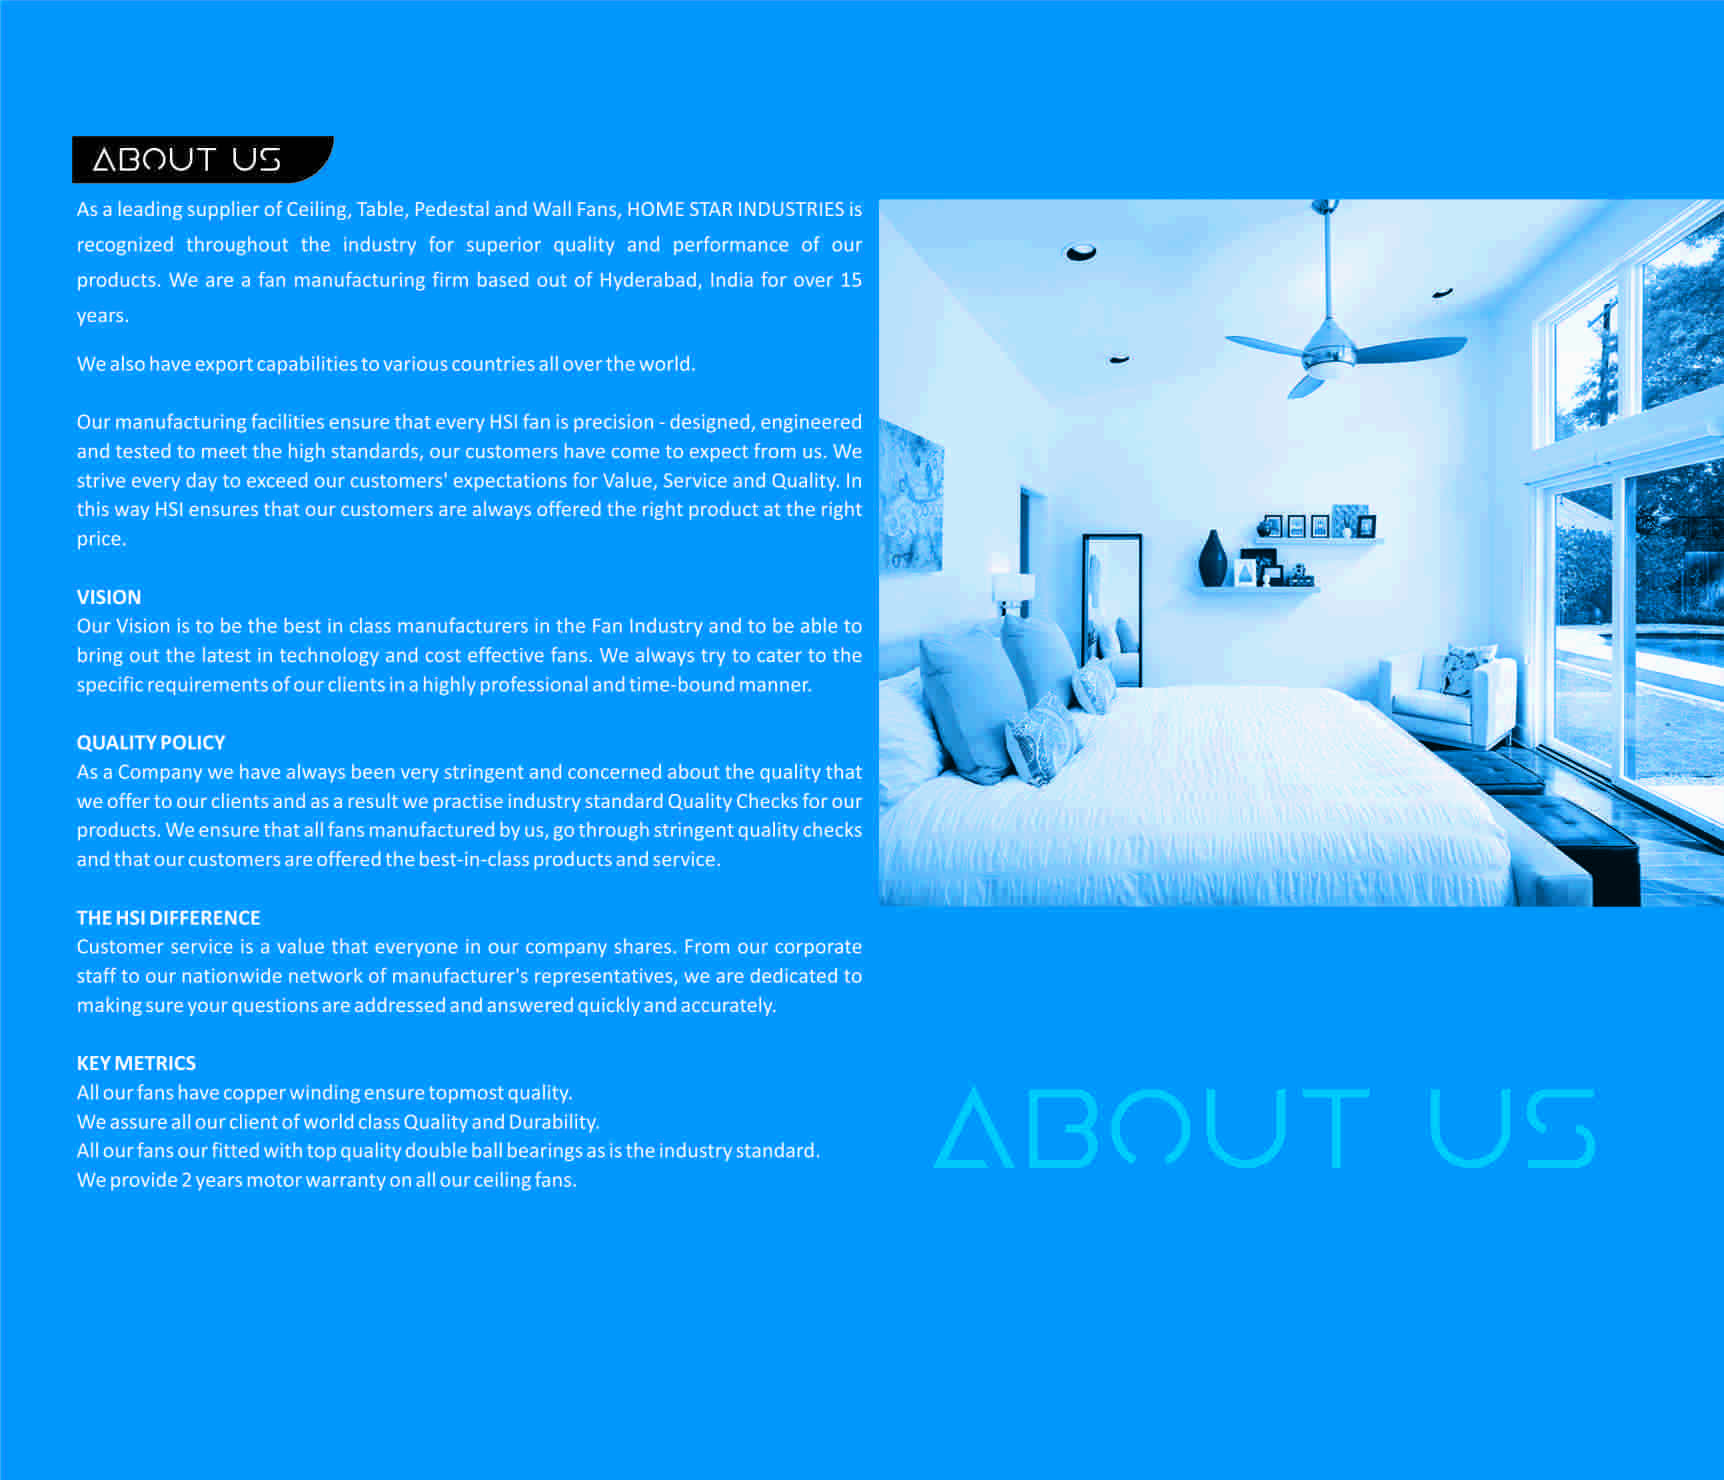 ABOUT US
As a leading supplier of Ceiling, Table, Pedestal and Wall Fans, HOME STAR INDUSTRIES is
recognized throughout the industry for superior quality and performance of our
products. We are a fan manufacturing firm based out of Hyderabad, India for over 15
years.
We also have export capabilities to various countries all over the world.
Our manufacturing facilities ensure that every HSI fan is precision - designed, engineered
and tested to meet the high standards, our customers have come to expect from us. We
strive every day to exceed our customers' expectations for Value, Service and Quality. In
this way HSI ensures that our customers are always offered the right product at the right
price.
VISION
Our Vision is to be the best in class manufacturers in the Fan Industry and to be able to
bring out the latest in technology and cost effective fans. We always try to cater to the
specific requirements of our clients in a highly professional and time-bound manner.
QUALITY POLICY
As a Company we have always been very stringent and concerned about the quality that
we offer to our clients and as a result we practise industry standard Quality Checks for our
products. We ensure that all fans manufactured by us, go through stringent quality checks
and that our customers are offered the best-in-class products and service.
THE HSI DIFFERENCE
Customer service is a value that everyone in our company shares. From our corporate
staff to our nationwide network of manufacturer's representatives, we are dedicated to
making sure your questions are addressed and answered quickly and accurately.
KEY METRICS
All our fans have copper winding ensure topmost quality.
We assure all our client of world class Quality and Durability.
All our fans our fitted with top quality double ball bearings as is the industry standard.
We provide 2 years motor warranty on all our ceiling fans.
ABOUT US